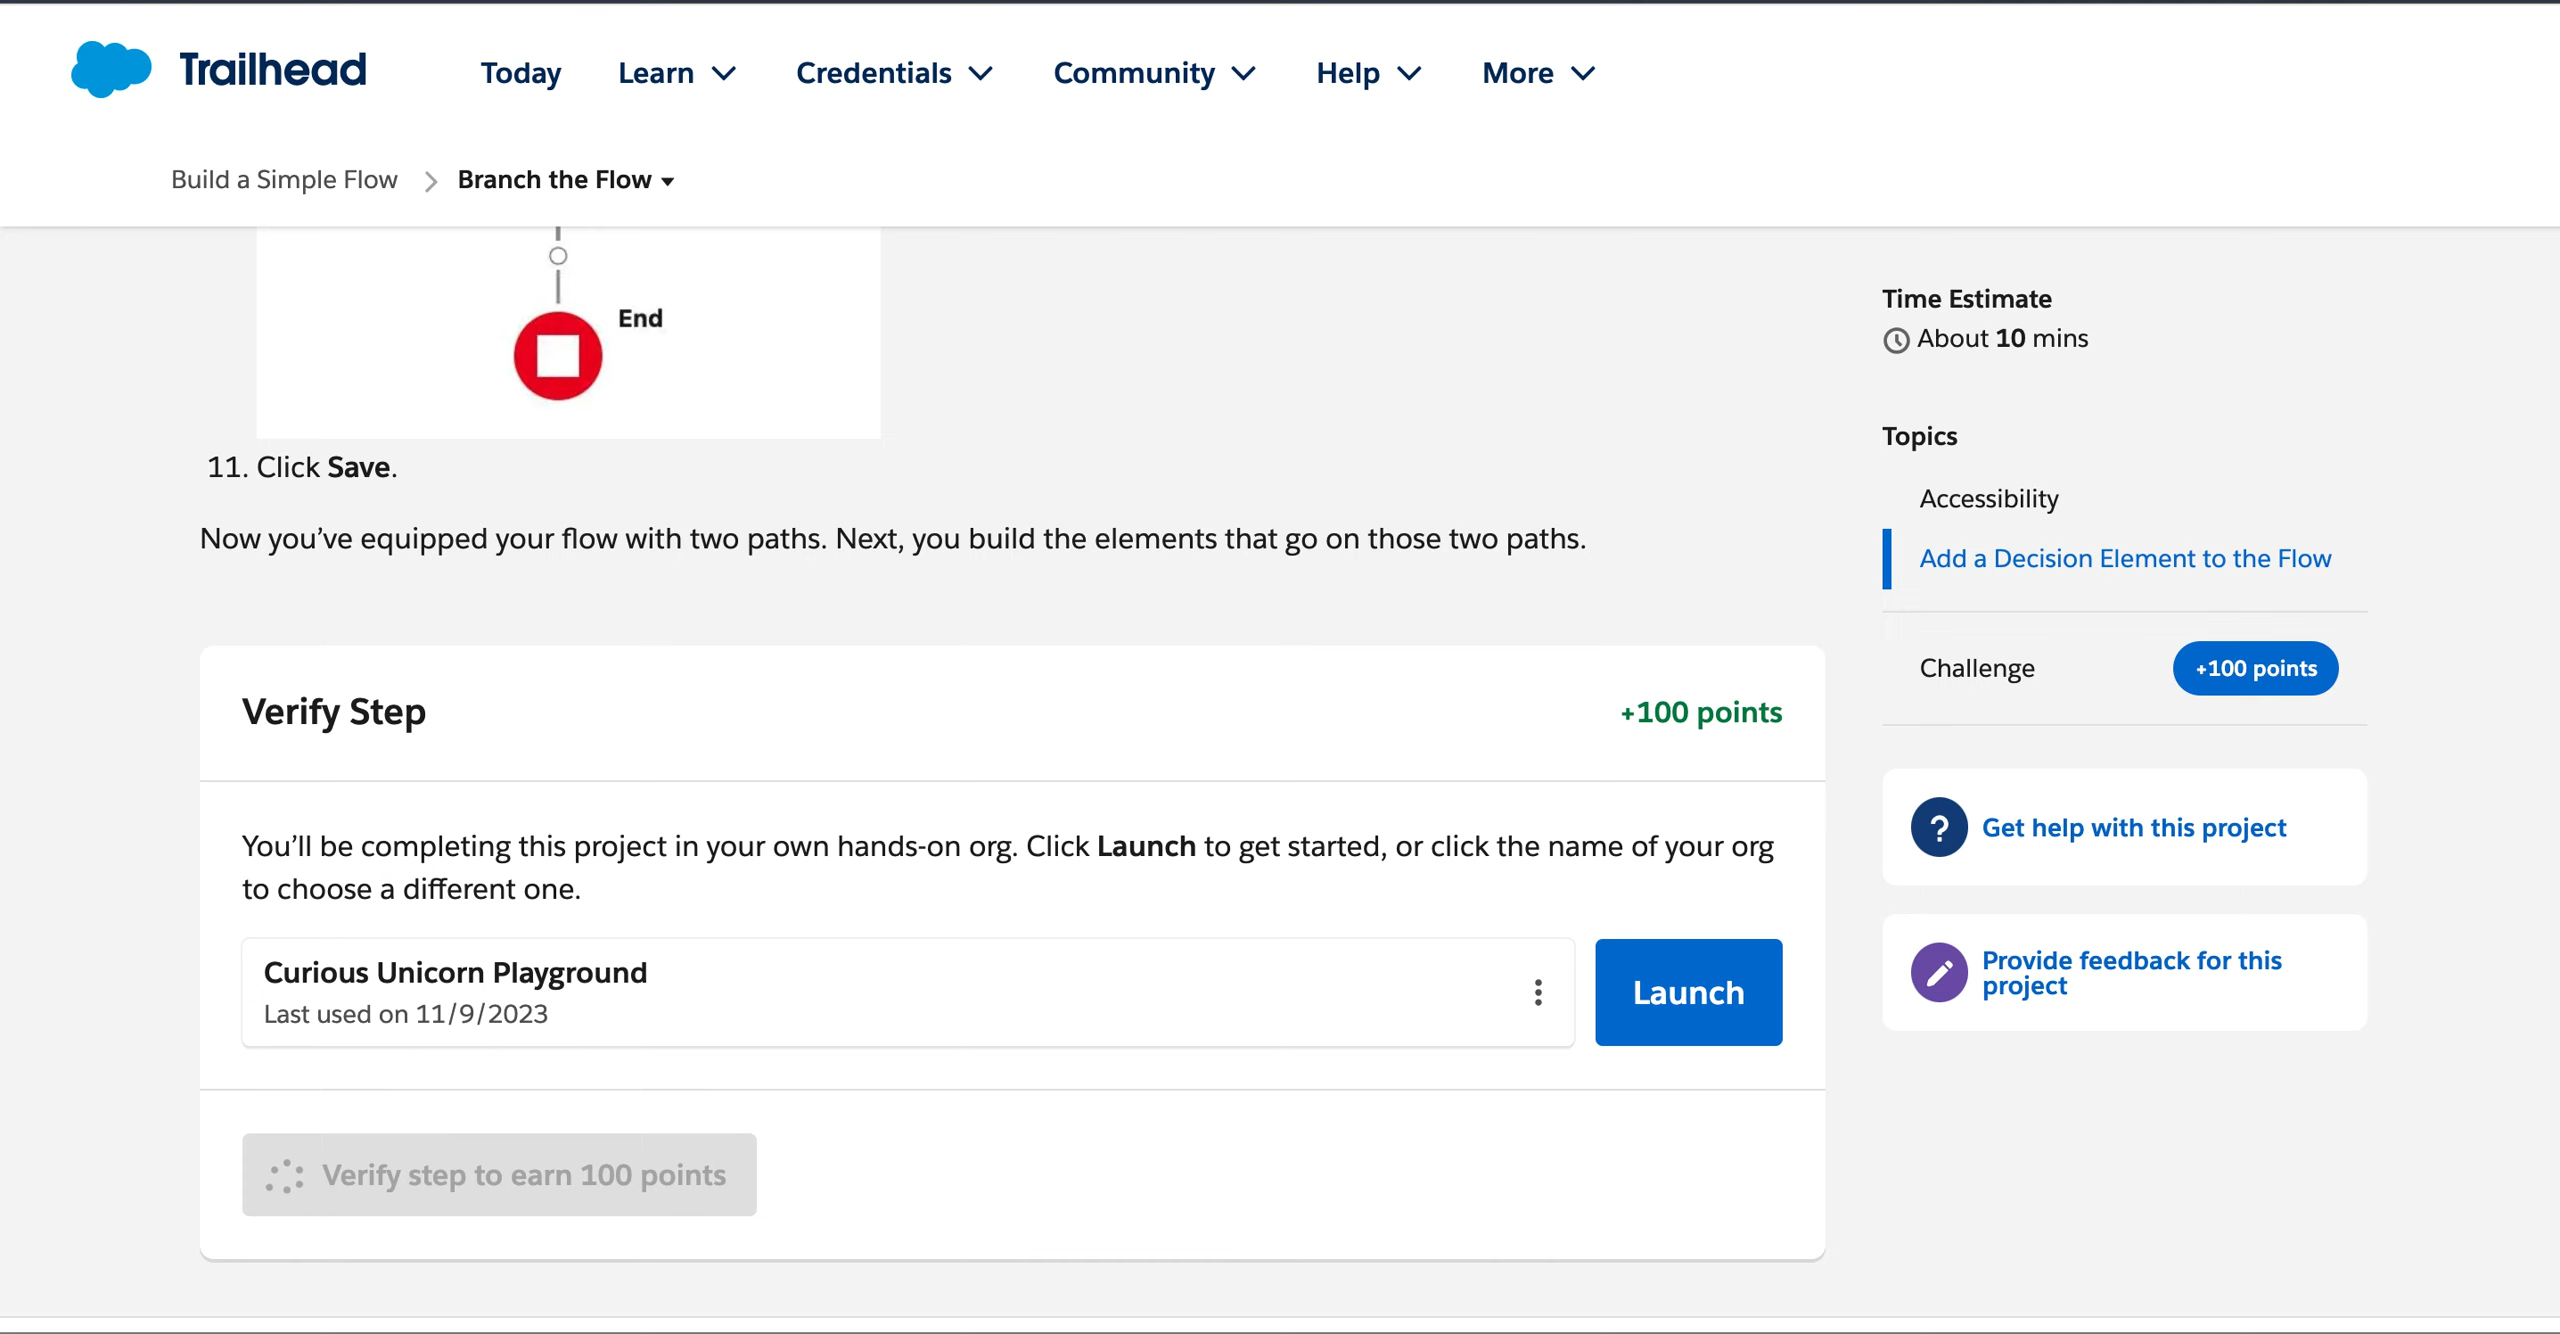 Trailhead
Today Learn Credentials Community Help More
Build a Simple Flow Branch the Flow
End
11. Click Save.
Now you’ve equipped your flow with two paths. Next, you build the elements that go on those two paths.
Verify Step +100 points
You’ll be completing this project in your own hands-on org. Click Launch to get started, or click the name of your org
to choose a different one.
Curious Unicorn Playground
Last used on 11/9/2023
Launch
Verify step to earn 100 points
Time Estimate
About 10 mins
Topics
Accessibility
Add a Decision Element to the Flow
Challenge +100 points
? Get help with this project
Provide feedback for this
project